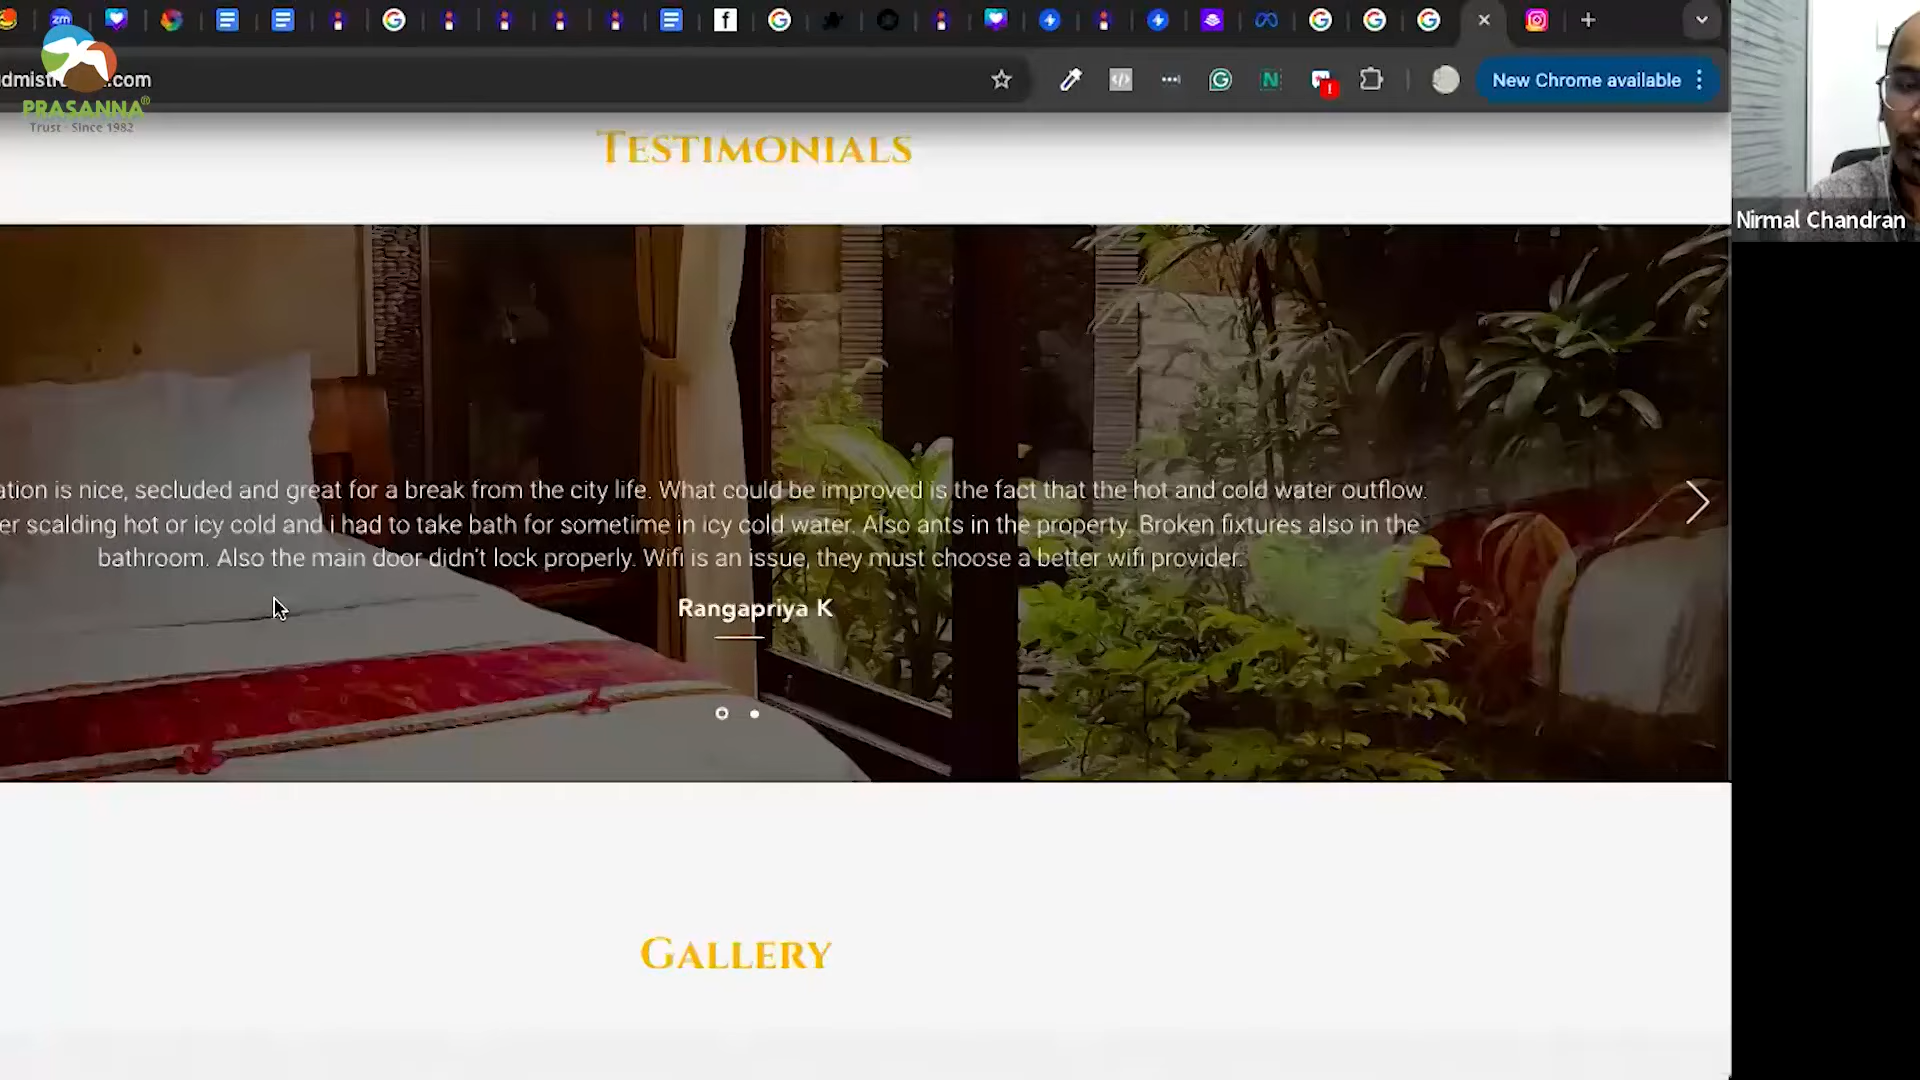 zm
f
.com
New Chrome available
PRASANNA®
Trust - Since 1982
TESTIMONIALS
Nirmal Chandran
is nice, secluded and great for a break from the city life. What could be improved is the fact that the hot and cold water outflow.
scalding hot or icy cold and i had to take bath for sometime in icy cold water. Also ants in the property. Broken fixtures also in the
bathroom. Also the main door didn't lock properly. Wifi is an issue, they must choose a better wifi provider.
Rangapriya K
GALLERY